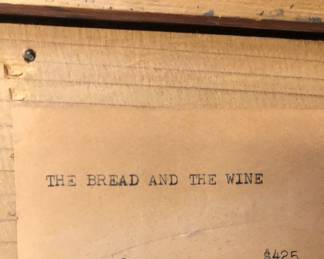 THE BREAD AND THE WINE
$425